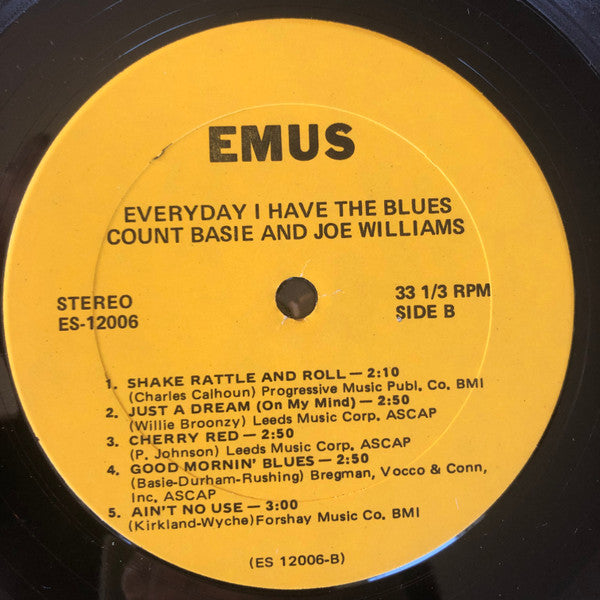 EMUS
EVERYDAY I HAVE THE BLUES
COUNT BASIE AND JOE WILLIAMS
STEREO
ES-12006
33 1/3 RPM
SIDE B
1. SHAKE RATTLE AND ROLL — 2:10
(Charles Calhoun) Progressive Music Publ. Co. BMI
2. JUST A DREAM (On My Mind) — 2:50
(Willie Broonzy) Leeds Music Corp. ASCAP
3. CHERRY RED — 2:50
(P. Johnson) Leeds Music Corp. ASCAP
4. GOOD MORNIN' BLUES — 2:50
(Basie-Durham-Rushing) Bregman, Vocco & Conn,
Inc. ASCAP
5. AIN'T NO USE — 3:00
(Kirkland-Wyche) Forshay Music Co. BMI
(ES 12006-B)